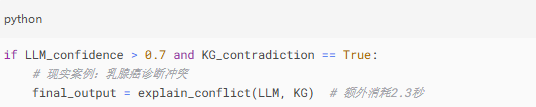 python
if LLM_confidence > 0.7 and KG_contradiction == True:
    # 现实案例：乳腺癌诊断冲突
    final_output = explain_conflict(LLM, KG)  # 额外消耗2.3秒